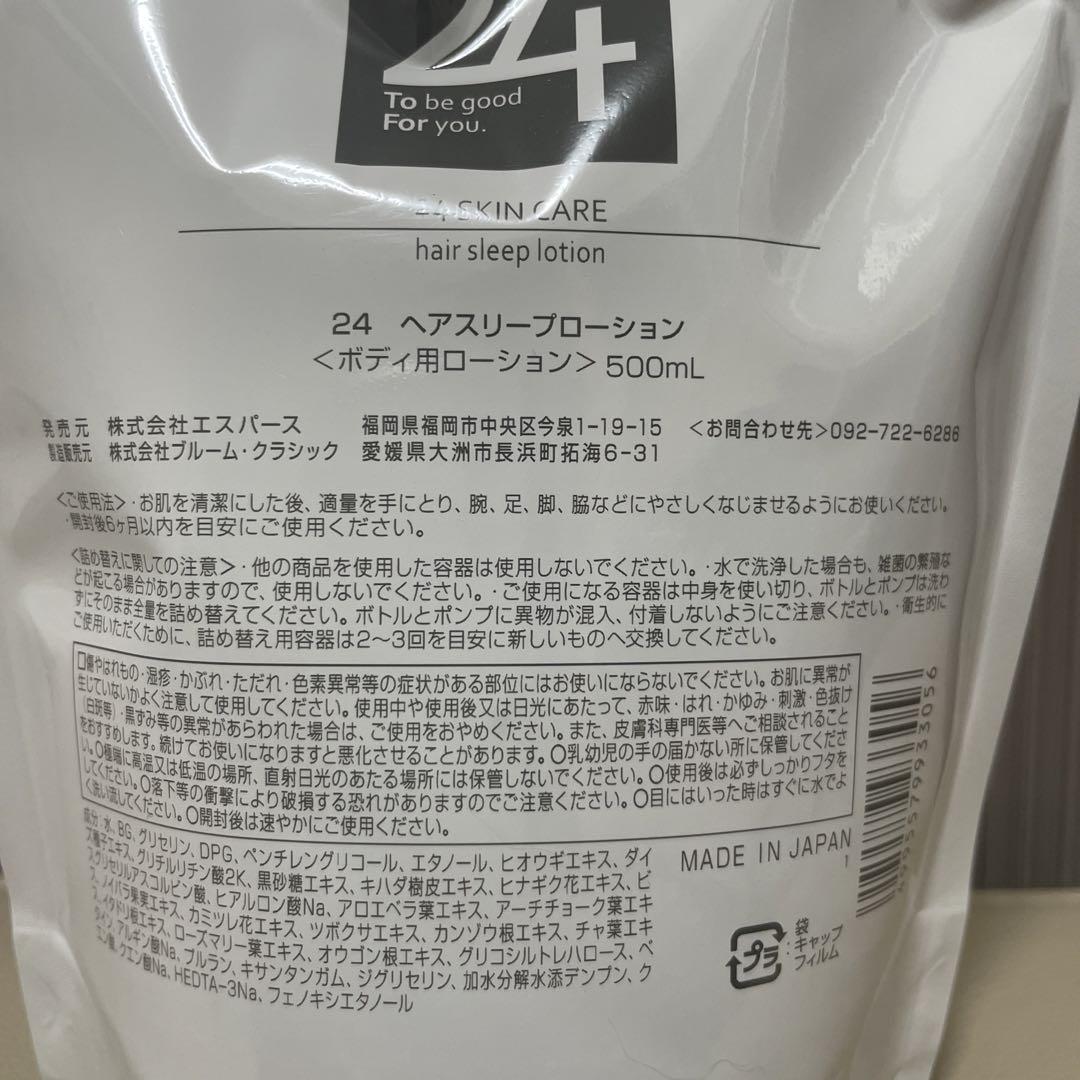 24
To be good
For you.
24 SKIN CARE
hair sleep lotion
24 ヘアスリープローション
＜ボディ用ローション＞ 500mL
発売元 株式会社エスパース 福岡県福岡市中央区今泉1-19-15 ＜お問合わせ先＞092-722-6286
製造販売元 株式会社ブルーム・クラシック 愛媛県大洲市長浜町拓海6-31
＜ご使用法＞・お肌を清潔にした後、適量を手にとり、腕、足、脚、脇などにやさしくなじませるようにお使いください。
・開封後6ヶ月以内を目安にご使用ください。
＜詰め替えに関しての注意＞・他の商品を使用した容器は使用しないでください。・水で洗浄した場合も、雑菌の繁殖な
どが起こる場合がありますので、使用しないでください。・ご使用になる容器は中身を使い切り、ボトルとポンプは洗わ
ずにそのまま全量を詰め替えてください。ボトルとポンプに異物が混入、付着しないようにご注意ください。・衛生的に
ご使用いただくために、詰め替え用容器は2～3回を目安に新しいものへ交換してください。
□傷やはれもの・湿疹・かぶれ・ただれ・色素異常等の症状がある部位にはお使いにならないでください。お肌に異常が
生じていないかよく注意して使用してください。使用中や使用後又は日光にあたって、赤味・はれ・かゆみ・刺激・色抜け
(白斑等)・黒ずみ等の異常があらわれた場合は、ご使用をおやめください。また、皮膚科専門医等へご相談されること
をおすすめします。続けてお使いになりますと悪化させることがあります。○乳幼児の手の届かない所に保管してくださ
い。○極端に高温又は低温の場所、直射日光のあたる場所には保管しないでください。○使用後は必ずしっかりフタを
してください。○落下等の衝撃により破損する恐れがありますのでご注意ください。○目にはいった時はすぐに水でよ
く洗い流してください。○開封後は速やかにご使用ください。
成分:水、BG、グリセリン、DPG、ペンチレングリコール、エタノール、ヒオウギエキス、ダイ
ズ種子エキス、グリチルリチン酸2K、黒砂糖エキス、キハダ樹皮エキス、ヒナギク花エキス、ビ
スグリセリルアスコルビン酸、ヒアルロン酸Na、アロエベラ葉エキス、アーチチョーク葉エキ
ス、ノイバラ果実エキス、カミツレ花エキス、ツボクサエキス、カンゾウ根エキス、チャ葉エキ
ス、イタドリ根エキス、ローズマリー葉エキス、オウゴン根エキス、グリコシルトレハロース、ベ
タイン、アルギン酸Na、プルラン、キサンタンガム、ジグリセリン、加水分解水添デンプン、ク
エン酸、クエン酸Na、HEDTA-3Na、フェノキシエタノール
MADE IN JAPAN
1
プラ
袋
キャップ
フィルム